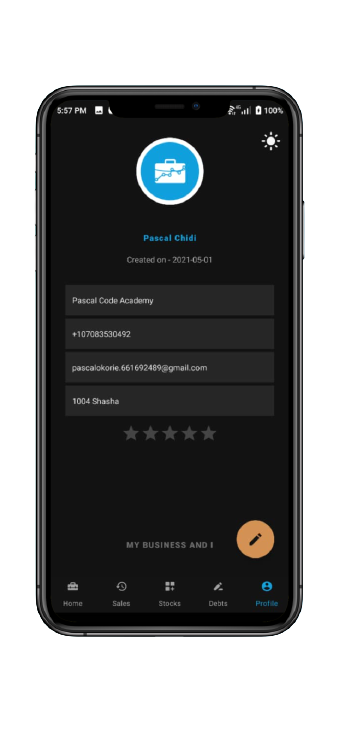 5:57 PM 4G 100%
Pascal Chidi
Created on - 2021-05-01
Pascal Code Academy
+107083530492
pascalokorie.661692489@gmail.com
1004 Shasha
MY BUSINESS AND I
Home Sales Stocks Debts Profile